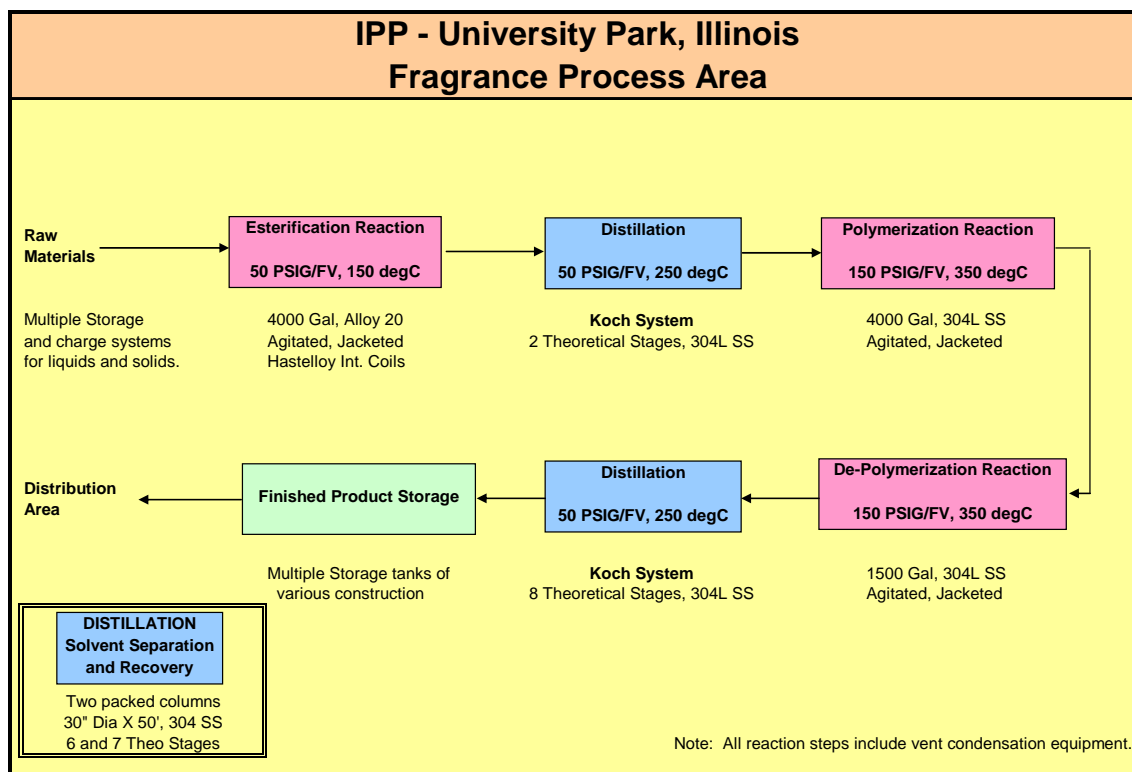 IPP - University Park, Illinois
Fragrance Process Area
Raw
Materials
Esterification Reaction
50 PSIG/FV, 150 degC
Distillation
50 PSIG/FV, 250 degC
Polymerization Reaction
150 PSIG/FV, 350 degC
Multiple Storage
and charge systems
for liquids and solids.
4000 Gal, Alloy 20
Agitated, Jacketed
Hastelloy Int. Coils
Koch System
2 Theoretical Stages, 304L SS
4000 Gal, 304L SS
Agitated, Jacketed
Distribution
Area
Finished Product Storage
Distillation
50 PSIG/FV, 250 degC
De-Polymerization Reaction
150 PSIG/FV, 350 degC
Multiple Storage tanks of
various construction
Koch System
8 Theoretical Stages, 304L SS
1500 Gal, 304L SS
Agitated, Jacketed
DISTILLATION
Solvent Separation
and Recovery
Two packed columns
30" Dia X 50', 304 SS
6 and 7 Theo Stages
Note: All reaction steps include vent condensation equipment.